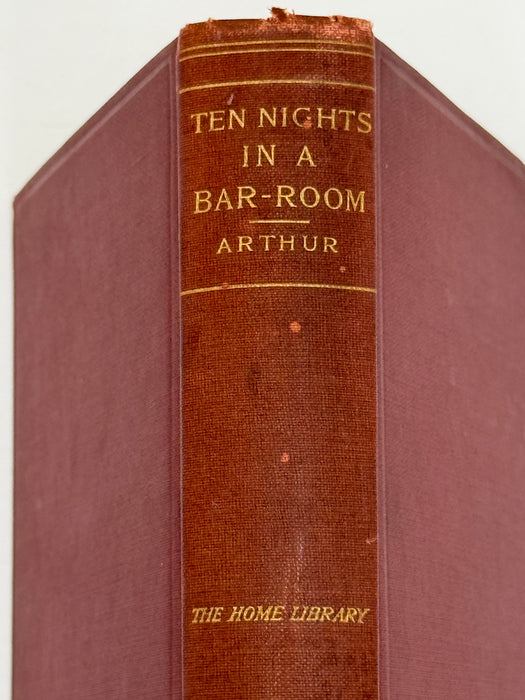 TEN NIGHTS
IN A
BAR-ROOM
ARTHUR
THE HOME LIBRARY